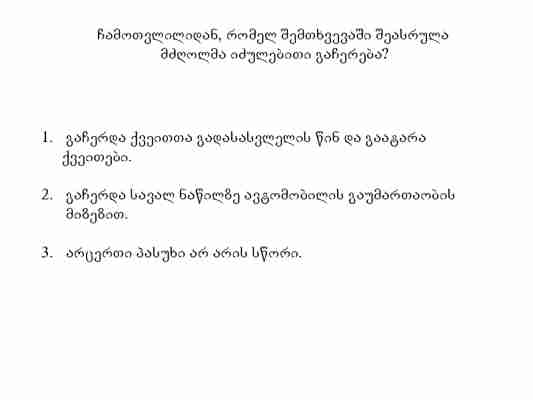 ჩამოთვლილიდან, რომელ შემთხვევაში შეასრულა
მძღოლმა იძულებითი გაჩერება?
1. გაჩერდა ქვეითთა გადასასვლელის წინ და გაატარა
ქვეითები.
2. გაჩერდა სავალ ნაწილზე ავტომობილის გაუმართაობის
მიზეზით.
3. არცერთი პასუხი არ არის სწორი.